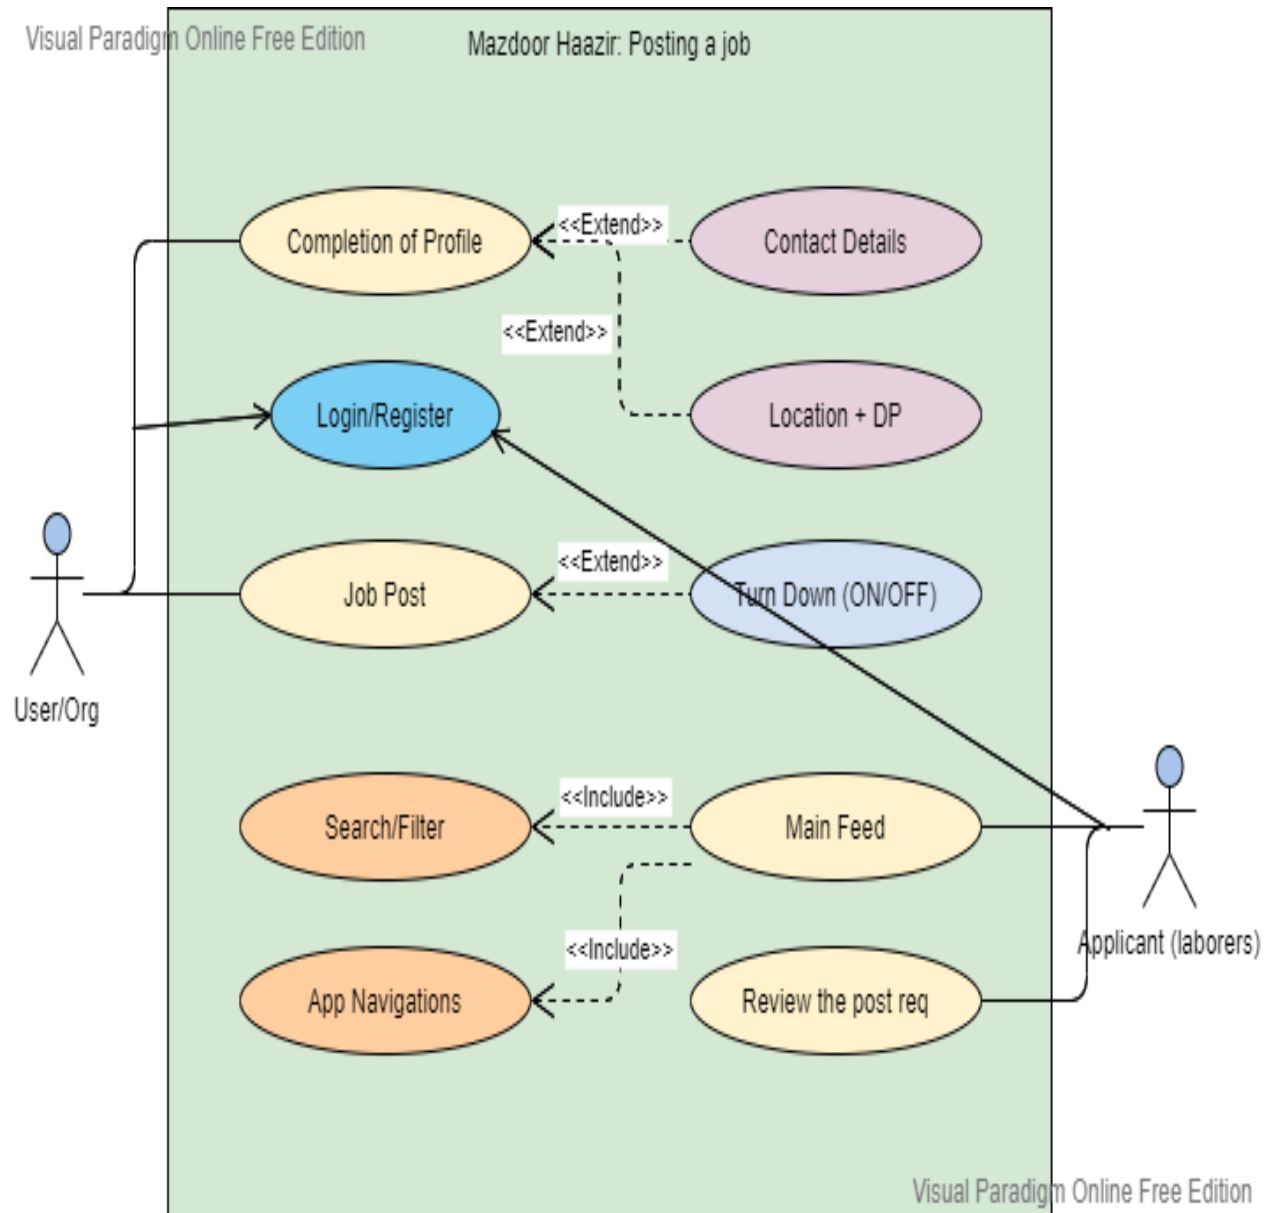 Visual Paradigm Online Free Edition
Mazdoor Haazir: Posting a job
Completion of Profile
<<Extend>>
Contact Details
<<Extend>>
Login/Register
Location + DP
Job Post
<<Extend>>
Turn Down (ON/OFF)
User/Org
Search/Filter
<<Include>>
Main Feed
Applicant (laborers)
<<Include>>
App Navigations
Review the post req
Visual Paradigm Online Free Edition